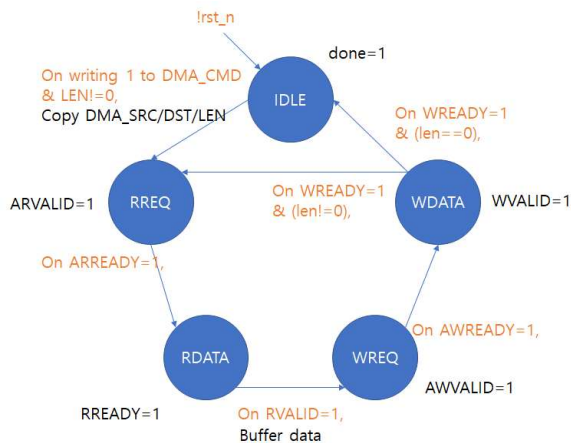 !rst_n
done=1
On writing 1 to DMA_CMD
& LEN!=0,
Copy DMA_SRC/DST/LEN
IDLE
On WREADY=1
& (len==0),
ARVALID=1
RREQ
On WREADY=1
& (len!=0),
WDATA
WVALID=1
On ARREADY=1,
On AWREADY=1,
RDATA
WREQ
RREADY=1
On RVALID=1,
Buffer data
AWVALID=1